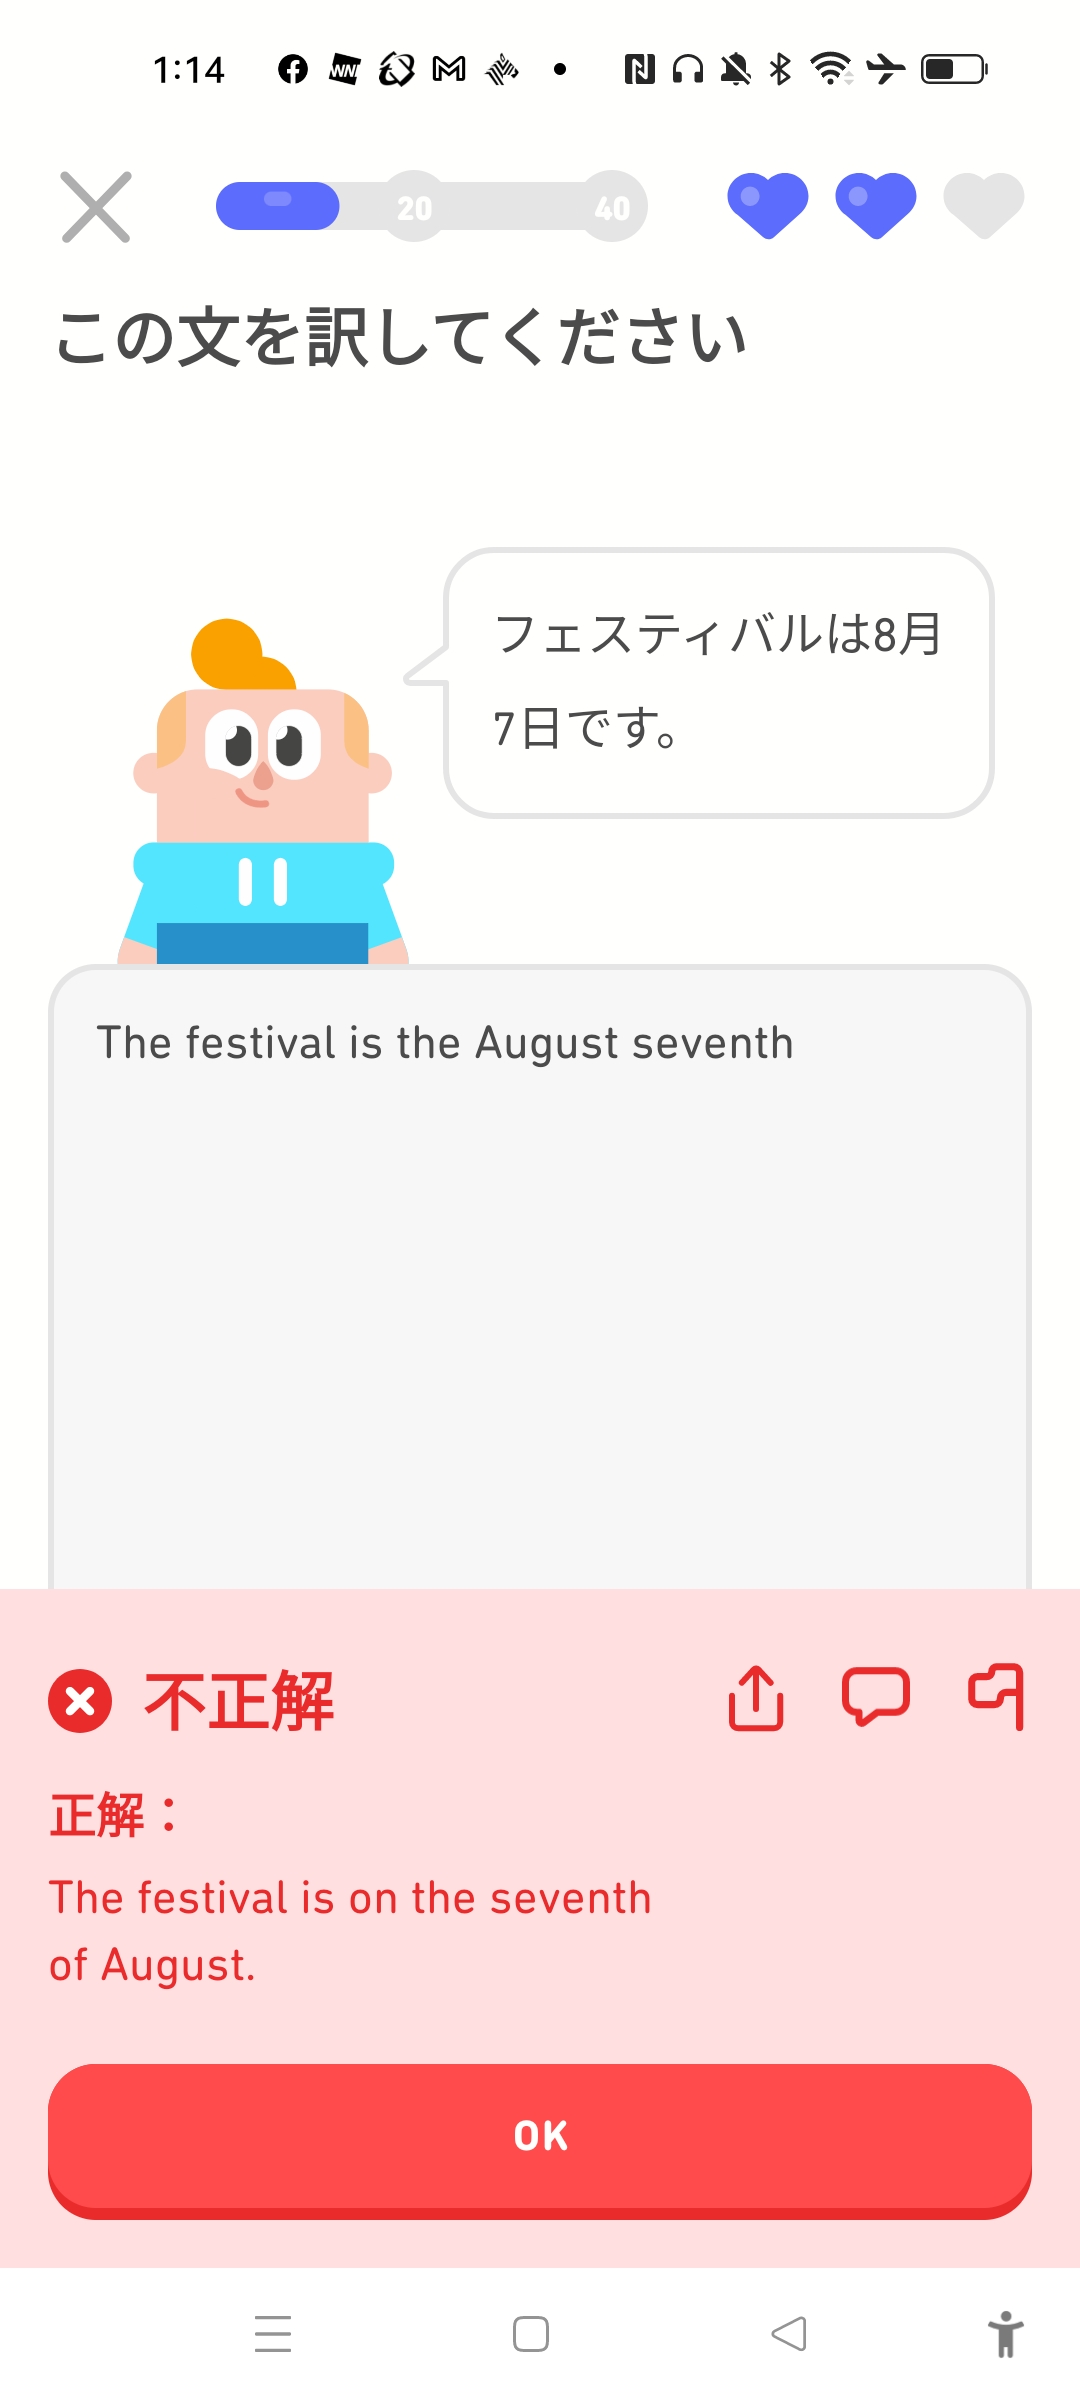 1:14
20
40
この文を訳してください
フェスティバルは8月
7日です。
The festival is the August seventh
不正解
正解：
The festival is on the seventh
of August.
OK